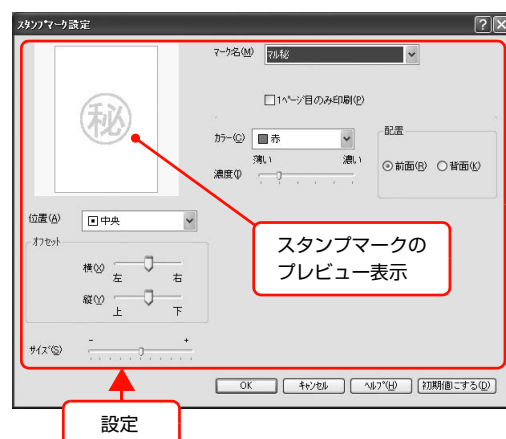 スタンプマーク設定
マーク名(M) マル秘
1ページ目のみ印刷(P)
秘
カラー(C) 赤
配置
薄い 濃い
前面(R) 背面(K)
濃度(I)
位置(A) 中央
スタンプマークの
プレビュー表示
オフセット
横(X)
左 右
縦(Y)
上 下
サイズ(S) - +
OK キャンセル ヘルプ(H) 初期値にする(D)
設定